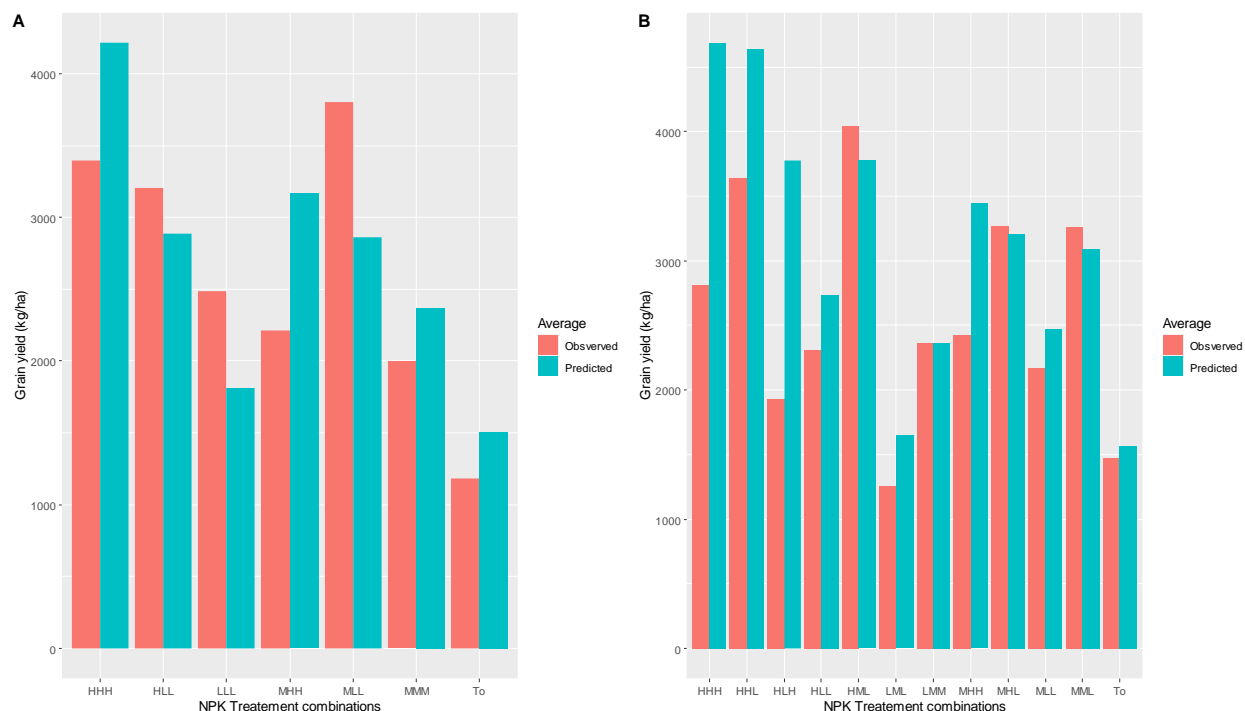 A
Grain yield (kg/ha)
4000
3000
2000
1000
0
HHH HLL LLL MHH MLL MMM To
NPK Treatement combinations
Average
Obsverved
Predicted
B
Grain yield (kg/ha)
4000
3000
2000
1000
0
HHH HHL HLH HLL HML LML LMM MHH MHL MLL MML To
NPK Treatement combinations
Average
Obsverved
Predicted